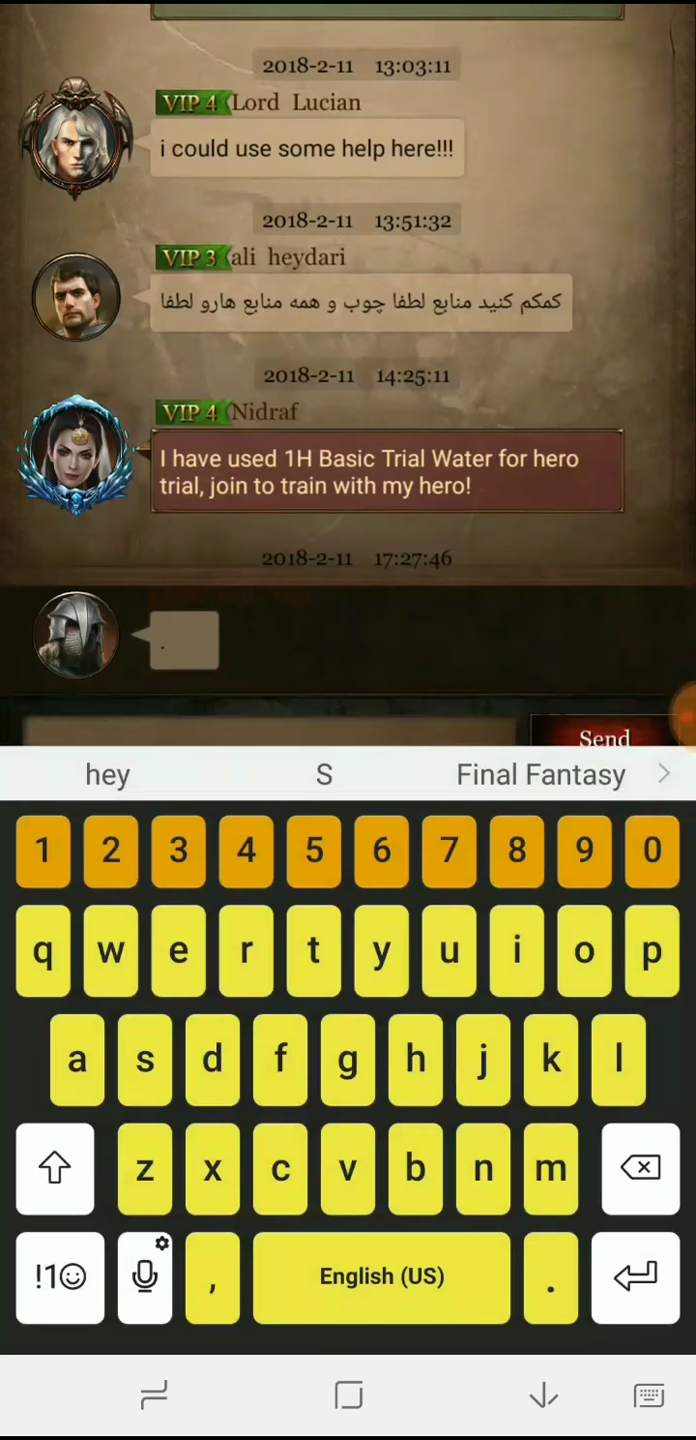 2018-2-11 13:03:11
VIP 4 Lord Lucian
i could use some help here!!!
2018-2-11 13:51:32
VIP 3 ali heydari
کمکم کنید منابع لطفا چوب و همه منابع هارو لطفا
2018-2-11 14:25:11
VIP 4 Nidraf
I have used 1H Basic Trial Water for hero
trial, join to train with my hero!
2018-2-11 17:27:46
.
Send
hey S Final Fantasy
1 2 3 4 5 6 7 8 9 0
q w e r t y u i o p
a s d f g h j k l
z x c v b n m
!1☺ , English (US) .